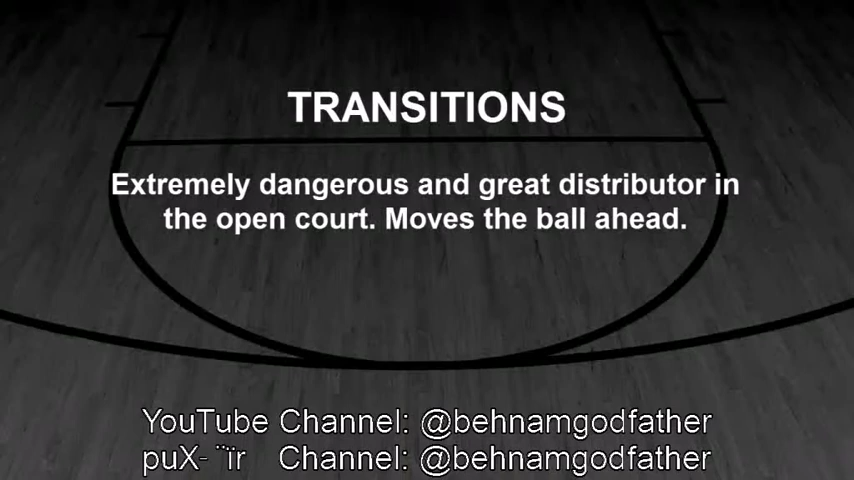 TRANSITIONS
Extremely dangerous and great distributor in
the open court. Moves the ball ahead.
YouTube Channel: @behnamgodfather
Channel: @behnamgodfather